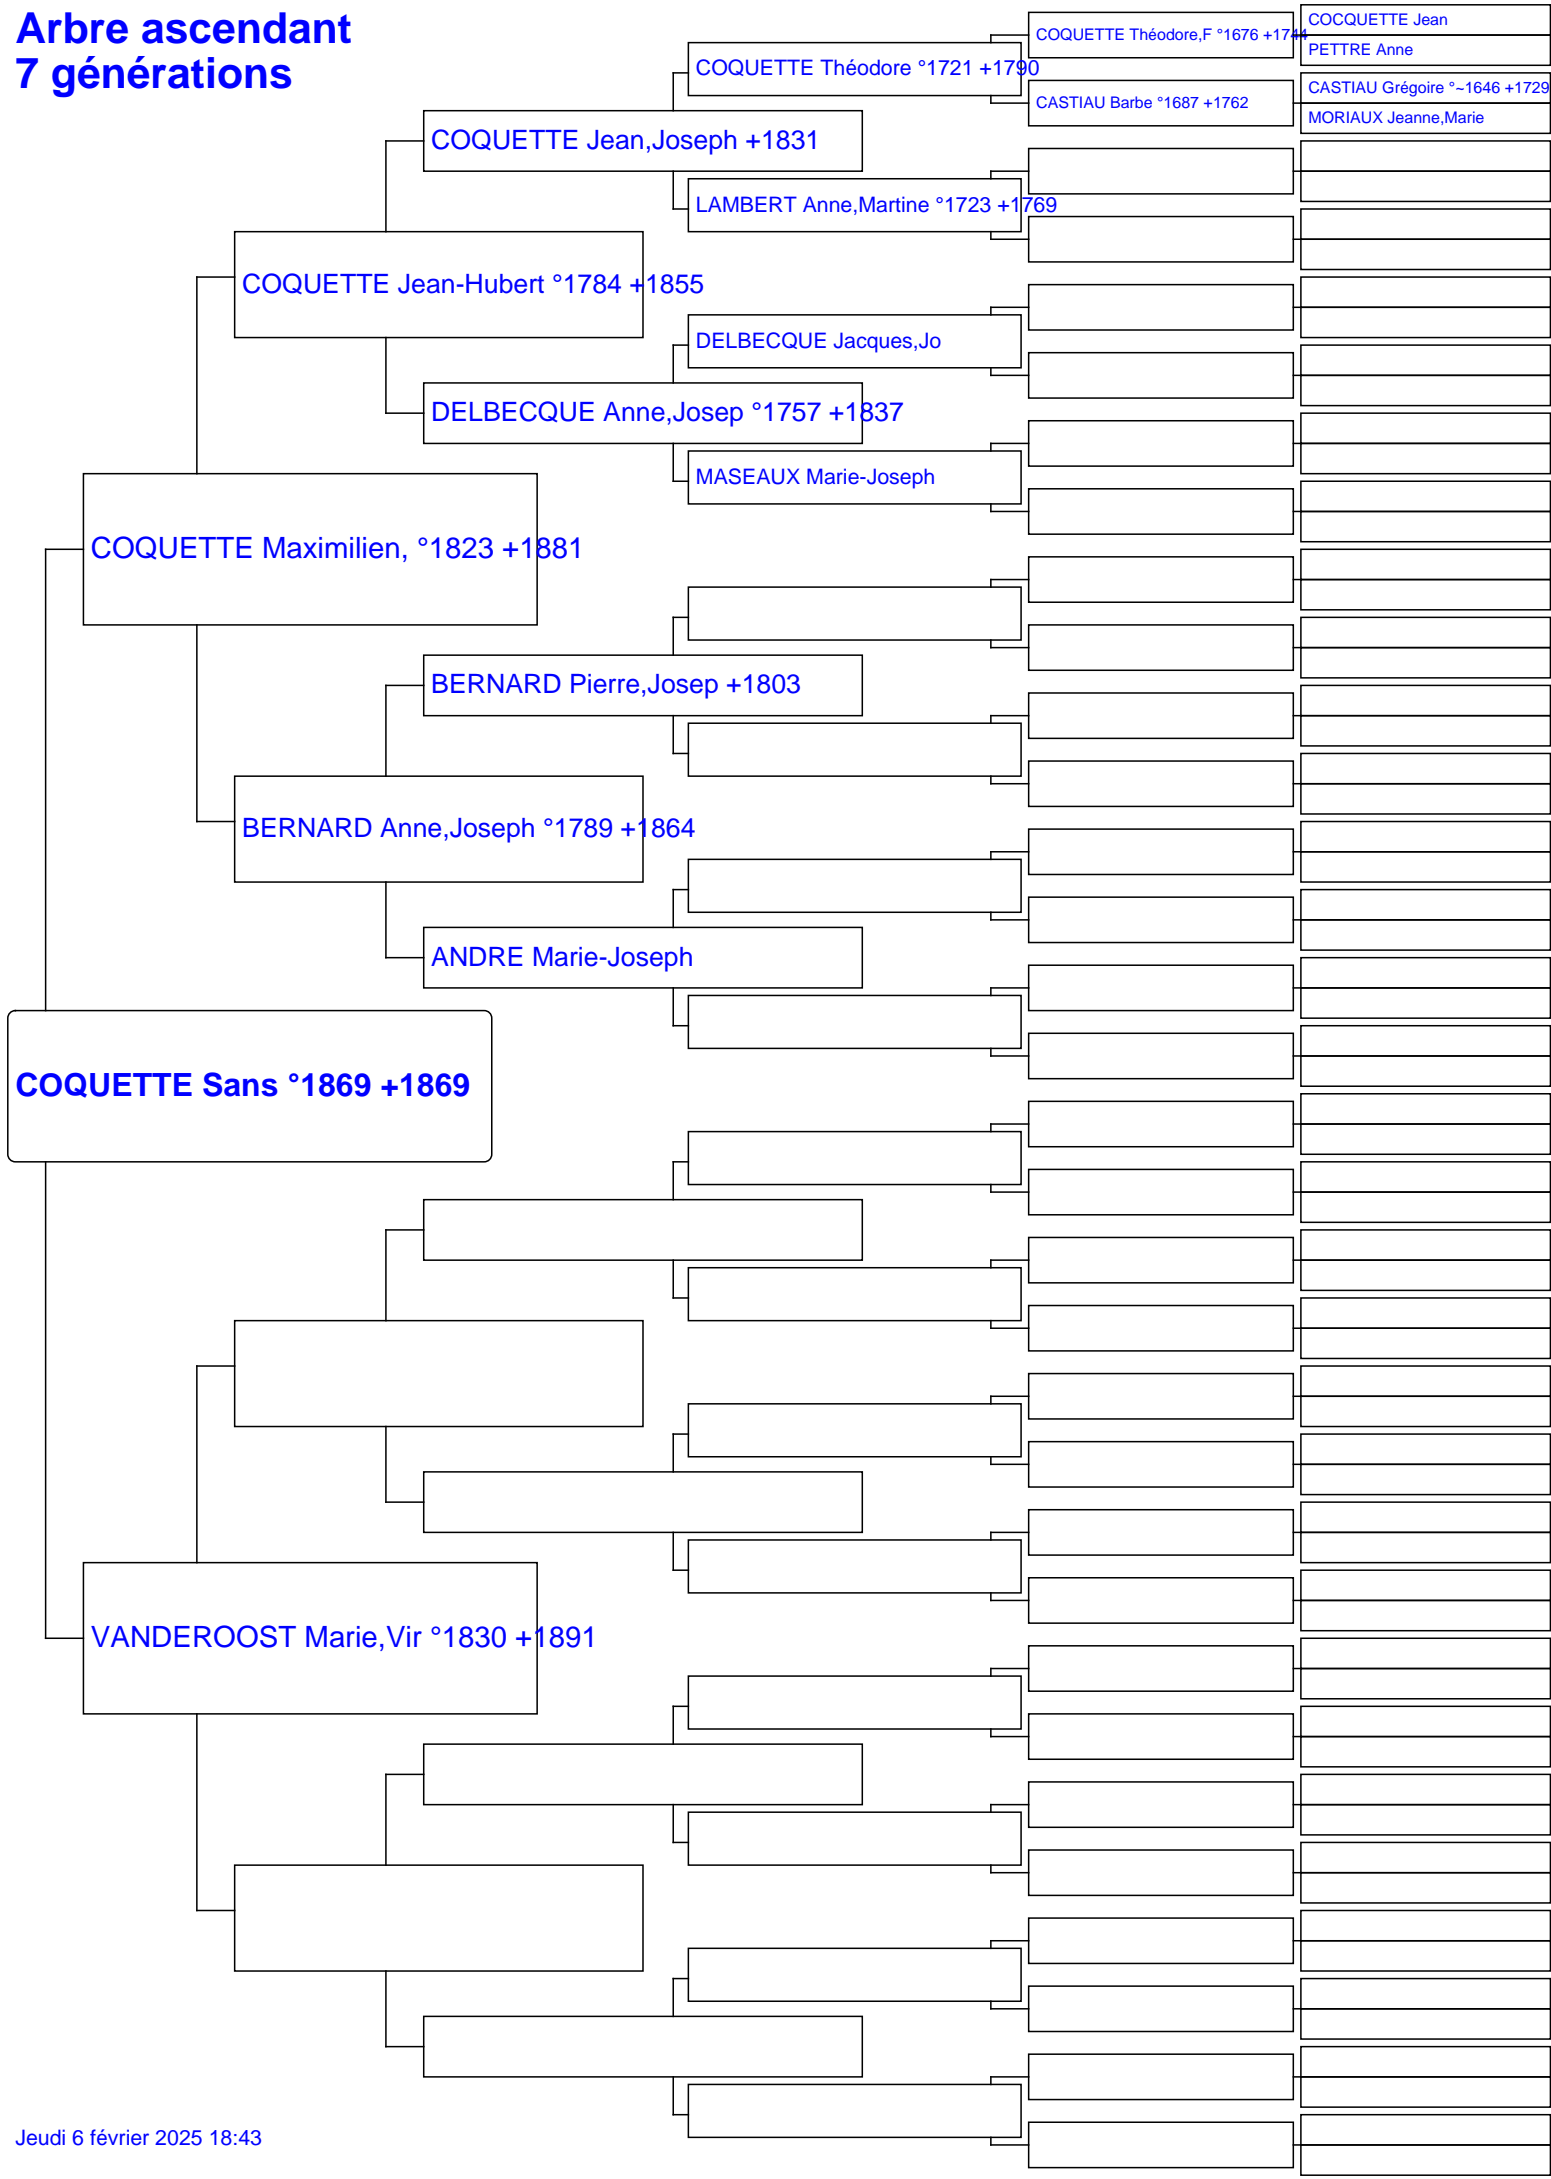 Arbre ascendant
7 générations
COCQUETTE Jean
COQUETTE Théodore,F °1676 +1744
PETTRE Anne
COQUETTE Théodore °1721 +1790
CASTIAU Grégoire °~1646 +1729
CASTIAU Barbe °1687 +1762
MORIAUX Jeanne,Marie
COQUETTE Jean,Joseph +1831
LAMBERT Anne,Martine °1723 +1769
COQUETTE Jean-Hubert °1784 +1855
DELBECQUE Jacques,Jo
DELBECQUE Anne,Josep °1757 +1837
MASEAUX Marie-Joseph
COQUETTE Maximilien, °1823 +1881
BERNARD Pierre,Josep +1803
BERNARD Anne,Joseph °1789 +1864
ANDRE Marie-Joseph
COQUETTE Sans °1869 +1869
VANDEROOST Marie,Vir °1830 +1891
Jeudi 6 février 2025 18:43